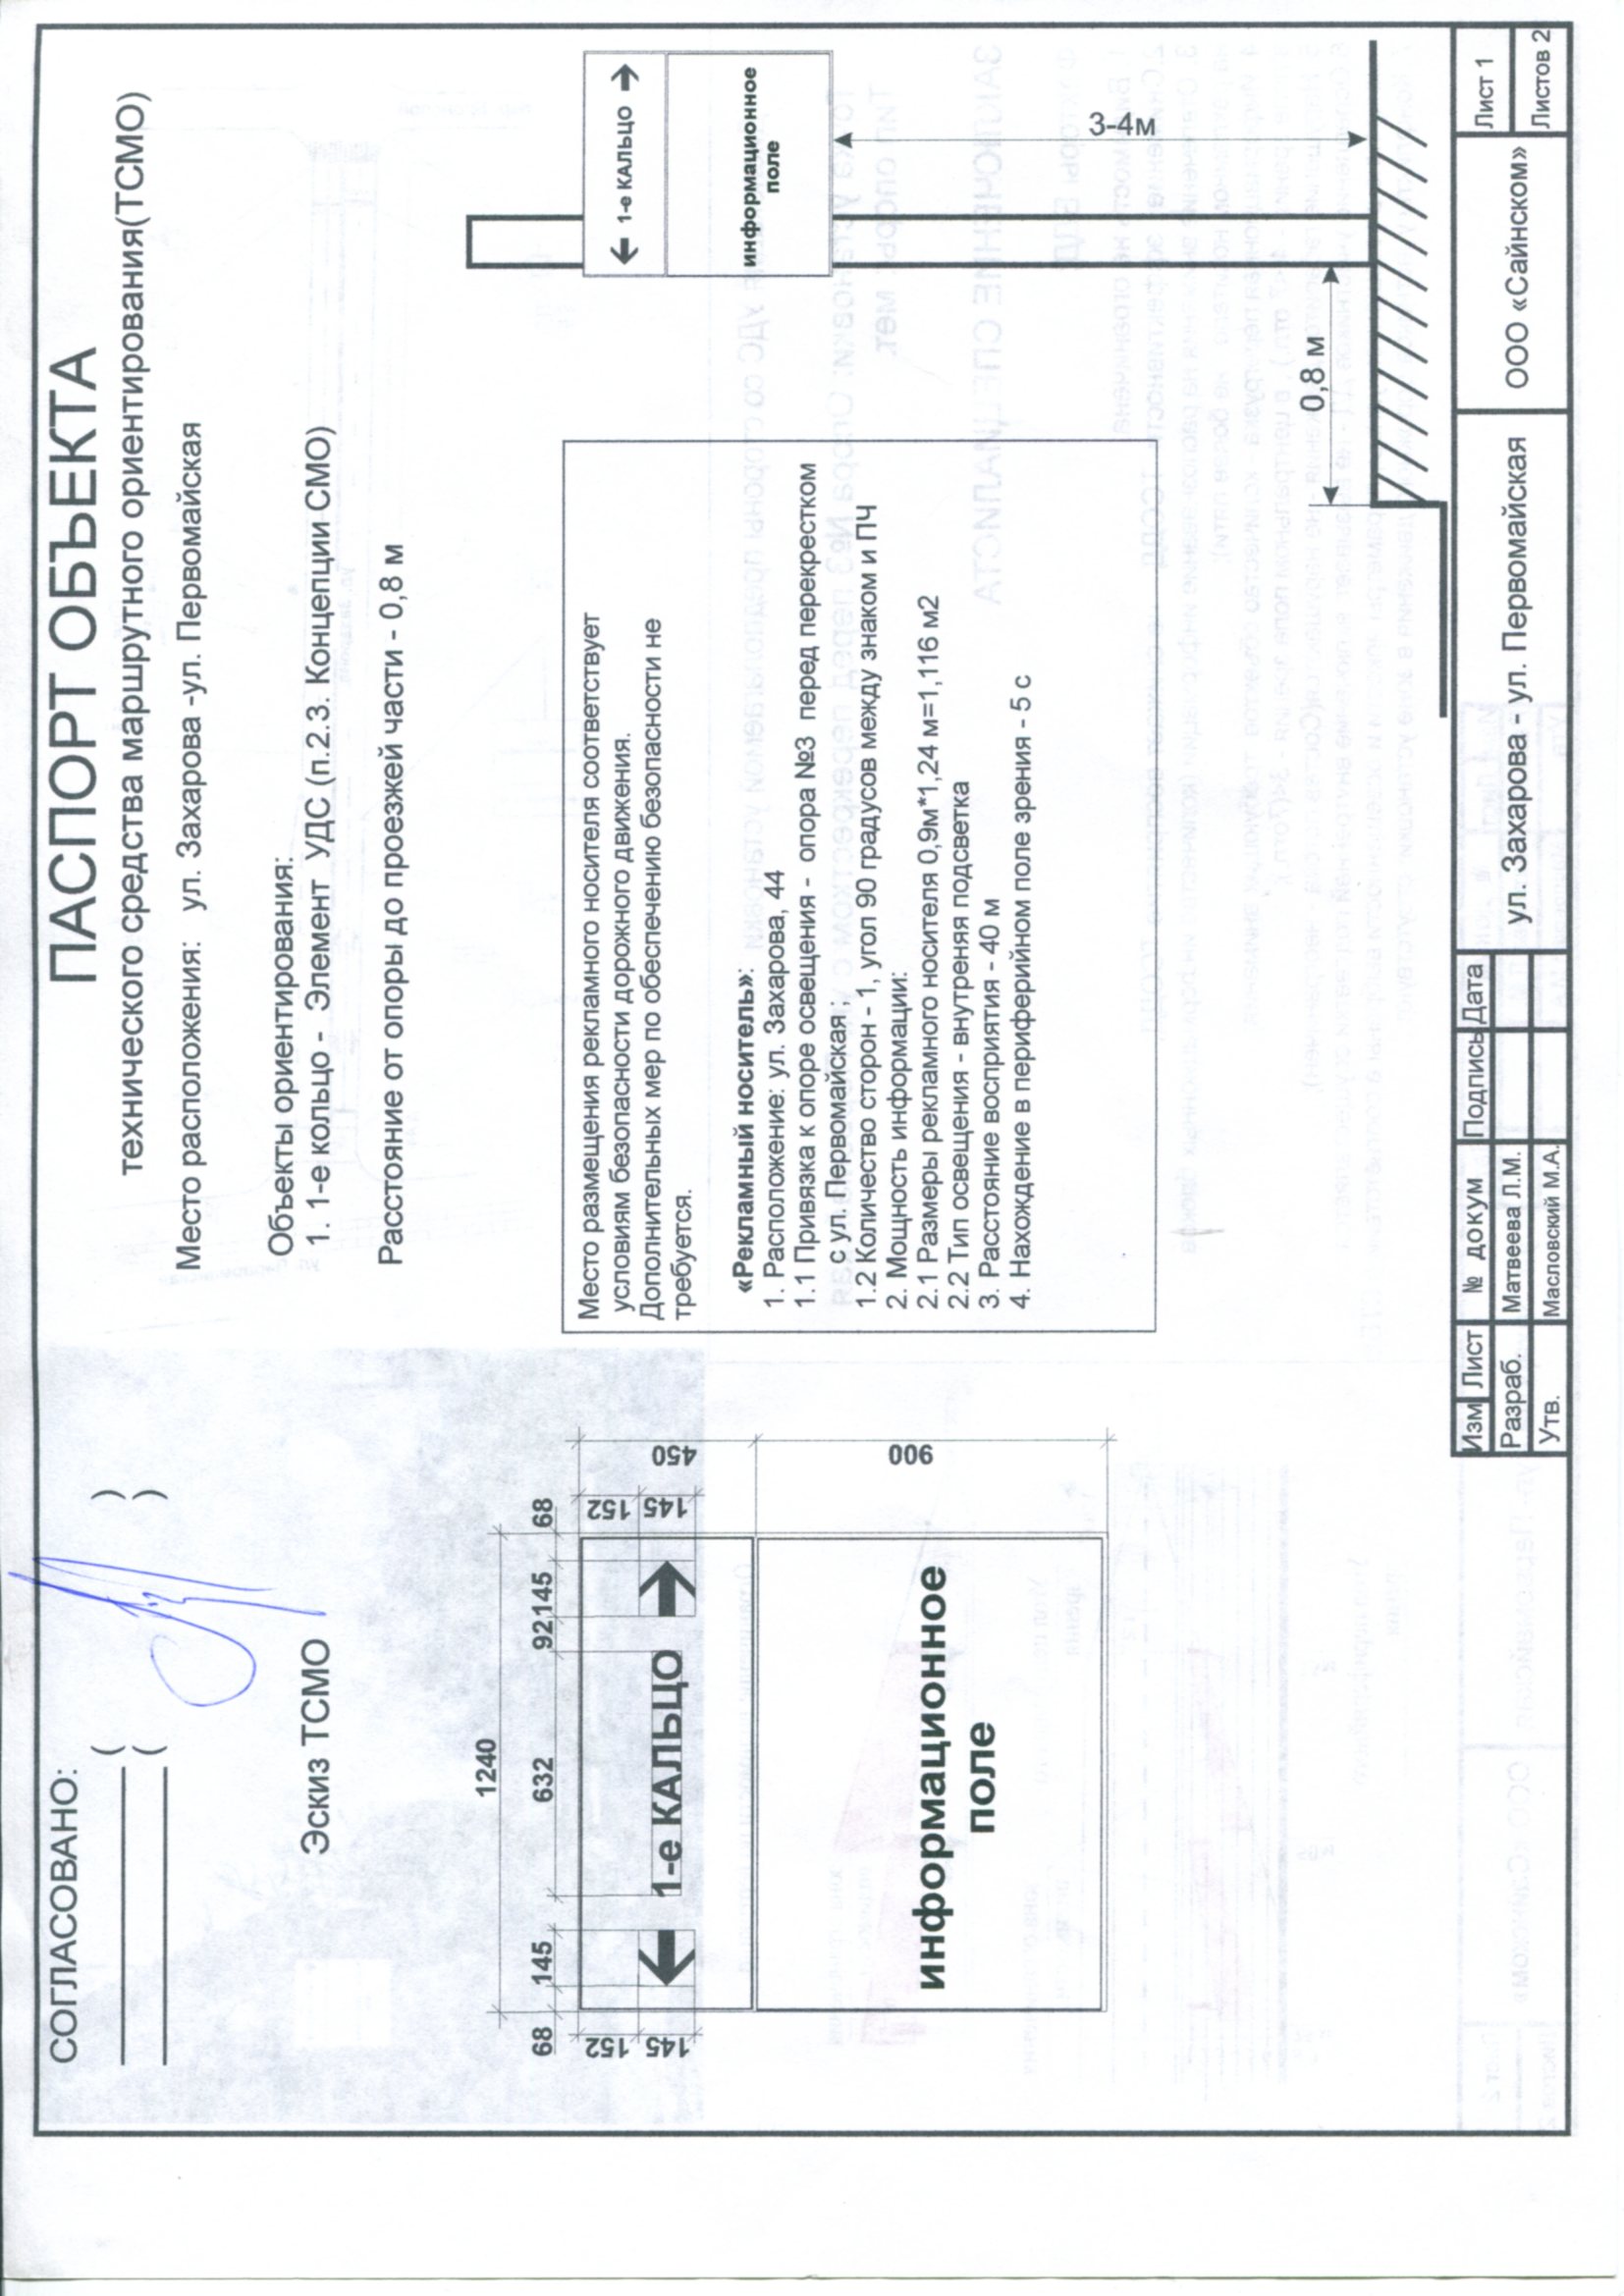 СОГЛАСОВАНО:
( )
( )
ПАСПОРТ ОБЪЕКТА
технического средства маршрутного ориентирования(ТСМО)
Место расположения: ул. Захарова -ул. Первомайская
Объекты ориентирования:
1. 1-е кольцо - Элемент УДС (п.2.3. Концепции СМО)
Расстояние от опоры до проезжей части - 0,8 м
Эскиз ТСМО
1240
68 145 632 92 145 68
152 145
152 145
450
900
1-е КАЛЬЦО
информационное
поле
Место размещения рекламного носителя соответствует
условиям безопасности дорожного движения.
Дополнительных мер по обеспечению безопасности не
требуется.
«Рекламный носитель»:
1. Расположение: ул. Захарова, 44
1.1 Привязка к опоре освещения - опора №3 перед перекрестком
с ул. Первомайская ;
1.2 Количество сторон - 1, угол 90 градусов между знаком и ПЧ
2. Мощность информации:
2.1 Размеры рекламного носителя 0,9м*1,24 м=1,116 м2
2.2 Тип освещения - внутреняя подсветка
3. Расстояние восприятия - 40 м
4. Нахождение в периферийном поле зрения - 5 с
1-е КАЛЬЦО
информационное
поле
3-4м
0,8 м
Изм Лист № докум Подпись Дата
Разраб. Матвеева Л.М.
Утв. Масловский М.А.
ул. Захарова - ул. Первомайская
ООО «Сайнском»
Лист 1
Листов 2